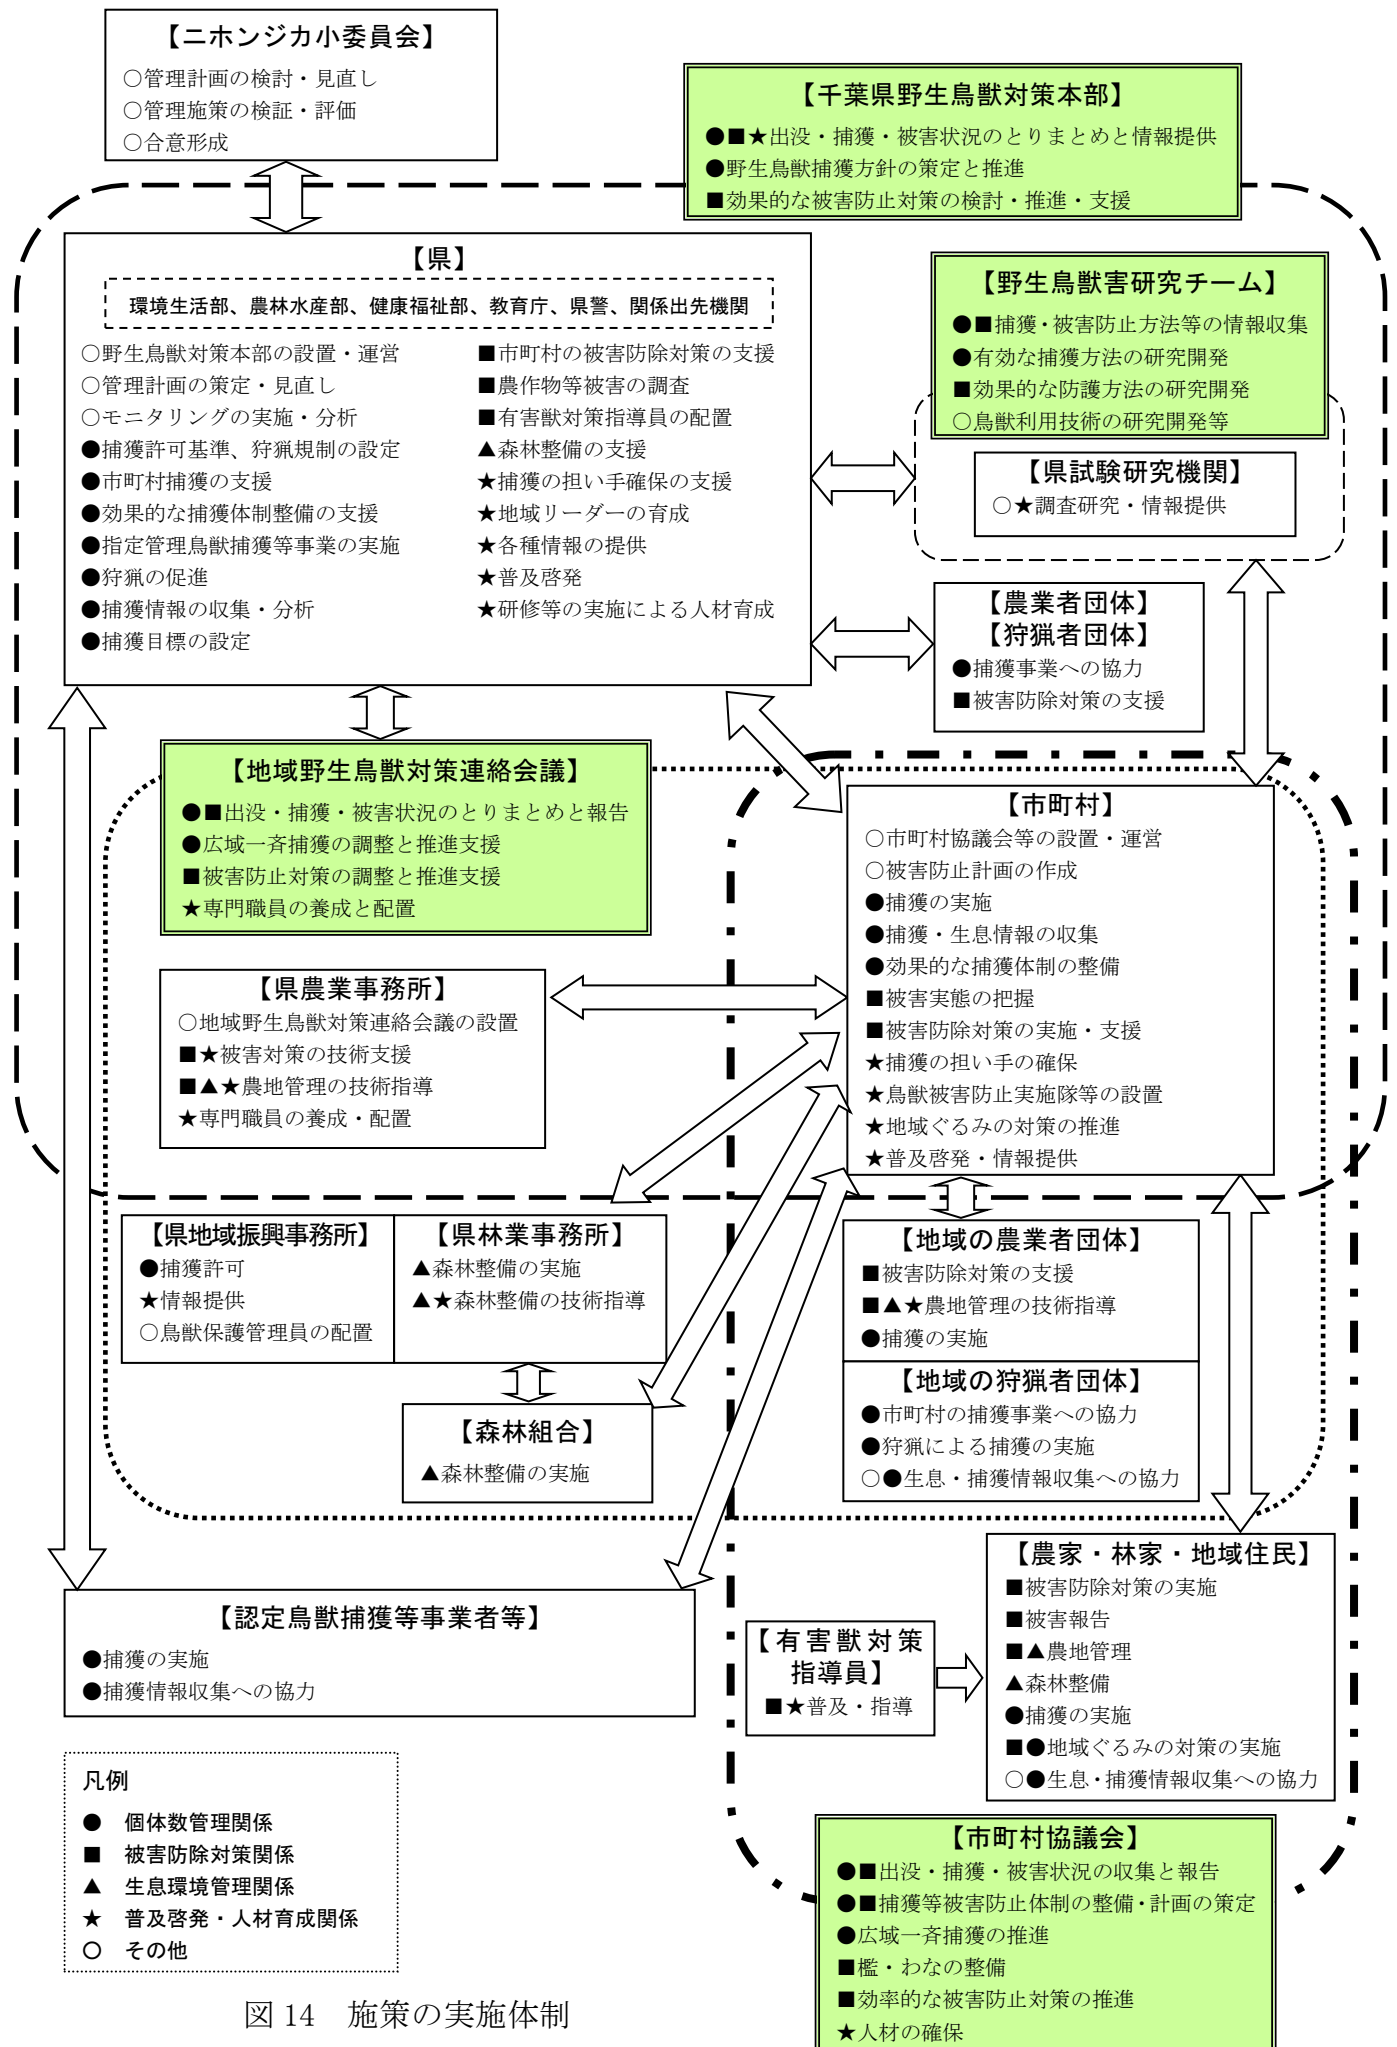 【ニホンジカ小委員会】
○管理計画の検討・見直し
○管理施策の検証・評価
○合意形成
【千葉県野生鳥獣対策本部】
●■★出没・捕獲・被害状況のとりまとめと情報提供
●野生鳥獣捕獲方針の策定と推進
■効果的な被害防止対策の検討・推進・支援
【県】
環境生活部、農林水産部、健康福祉部、教育庁、県警、関係出先機関
○野生鳥獣対策本部の設置・運営
○管理計画の策定・見直し
○モニタリングの実施・分析
●捕獲許可基準、狩猟規制の設定
●市町村捕獲の支援
●効果的な捕獲体制整備の支援
●指定管理鳥獣捕獲等事業の実施
●狩猟の促進
●捕獲情報の収集・分析
●捕獲目標の設定
■市町村の被害防除対策の支援
■農作物等被害の調査
■有害獣対策指導員の配置
▲森林整備の支援
★捕獲の担い手確保の支援
★地域リーダーの育成
★各種情報の提供
★普及啓発
★研修等の実施による人材育成
【野生鳥獣害研究チーム】
●■捕獲・被害防止方法等の情報収集
●有効な捕獲方法の研究開発
■効果的な防護方法の研究開発
○鳥獣利用技術の研究開発等
【県試験研究機関】
○★調査研究・情報提供
【農業者団体】
【狩猟者団体】
●捕獲事業への協力
■被害防除対策の支援
【地域野生鳥獣対策連絡会議】
●■出没・捕獲・被害状況のとりまとめと報告
●広域一斉捕獲の調整と推進支援
■被害防止対策の調整と推進支援
★専門職員の養成と配置
【市町村】
○市町村協議会等の設置・運営
○被害防止計画の作成
●捕獲の実施
●捕獲・生息情報の収集
●効果的な捕獲体制の整備
■被害実態の把握
■被害防除対策の実施・支援
★捕獲の担い手の確保
★鳥獣被害防止実施隊等の設置
★地域ぐるみの対策の推進
★普及啓発・情報提供
【県農業事務所】
○地域野生鳥獣対策連絡会議の設置
■★被害対策の技術支援
■▲★農地管理の技術指導
★専門職員の養成・配置
【県地域振興事務所】
●捕獲許可
★情報提供
○鳥獣保護管理員の配置
【県林業事務所】
▲森林整備の実施
▲★森林整備の技術指導
【地域の農業者団体】
■被害防除対策の支援
■▲★農地管理の技術指導
●捕獲の実施
【地域の狩猟者団体】
●市町村の捕獲事業への協力
●狩猟による捕獲の実施
○●生息・捕獲情報収集への協力
【森林組合】
▲森林整備の実施
【認定鳥獣捕獲等事業者等】
●捕獲の実施
●捕獲情報収集への協力
【有害獣対策
指導員】
■★普及・指導
【農家・林家・地域住民】
■被害防除対策の実施
■被害報告
■▲農地管理
▲森林整備
●捕獲の実施
■●地域ぐるみの対策の実施
○●生息・捕獲情報収集への協力
凡例
● 個体数管理関係
■ 被害防除対策関係
▲ 生息環境管理関係
★ 普及啓発・人材育成関係
○ その他
【市町村協議会】
●■出没・捕獲・被害状況の収集と報告
●■捕獲等被害防止体制の整備・計画の策定
●広域一斉捕獲の推進
■檻・わなの整備
■効率的な被害防止対策の推進
★人材の確保
図 14 施策の実施体制